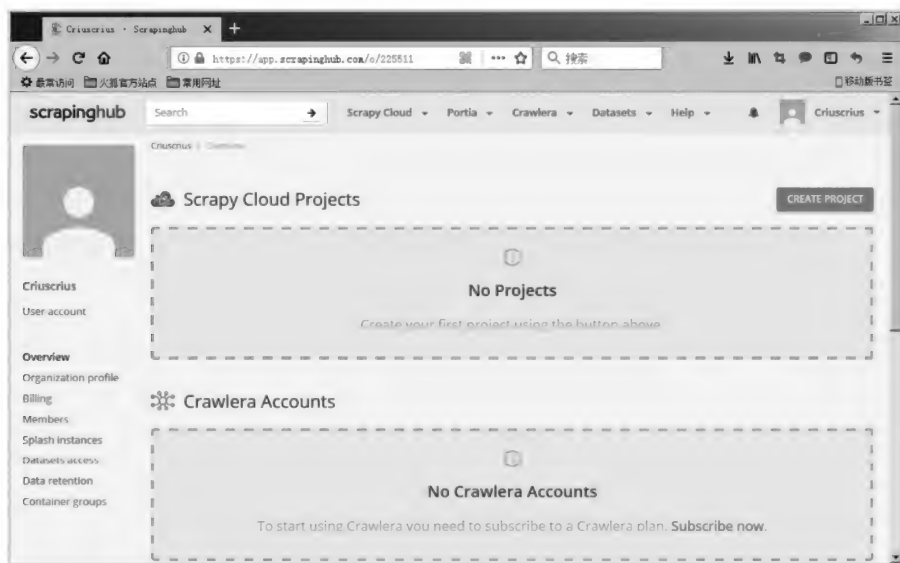 Criuscrius · Scrapinghub
https://app.scrapinghub.com/o/225511
搜索
最常访问 火狐官方站点 常用网址
移动版书签
scrapinghub
Search
Scrapy Cloud Portia Crawlera Datasets Help
Criuscrius
Criuscrius | Overview
Scrapy Cloud Projects
CREATE PROJECT
No Projects
Create your first project using the button above
Criuscrius
User account
Overview
Organization profile
Billing
Members
Splash instances
Datasets access
Data retention
Container groups
Crawlera Accounts
No Crawlera Accounts
To start using Crawlera you need to subscribe to a Crawlera plan. Subscribe now.